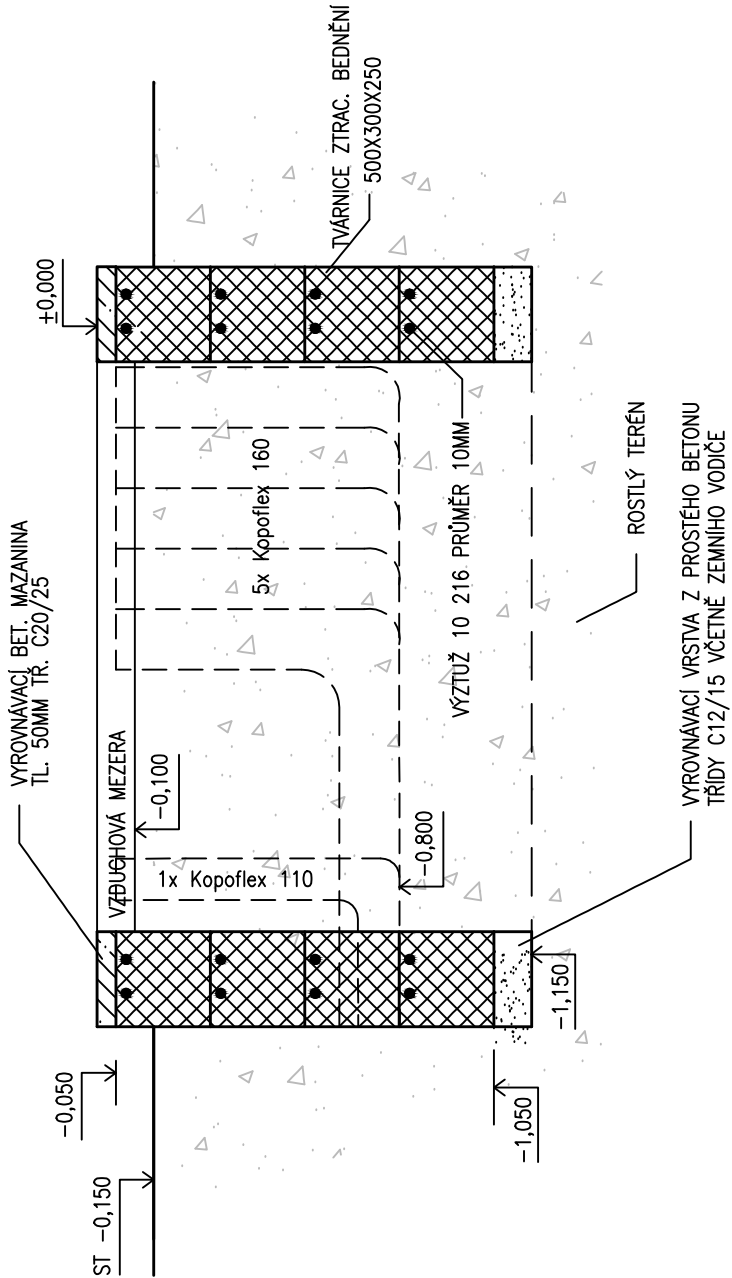 VYROVNÁVACÍ BET. MAZANINA
TL. 50MM TŘ. C20/25
±0,000
ST -0,150
-0,050
VZDUCHOVÁ MEZERA
-0,100
1x Kopoflex 110
5x Kopoflex 160
TVÁRNICE ZTRAC. BEDNĚNÍ
500X300X250
-0,800
VÝZTUŽ 10 216 PRŮMĚR 10MM
-1,050
-1,150
ROSTLÝ TERÉN
VYROVNÁVACÍ VRSTVA Z PROSTÉHO BETONU
TŘÍDY C12/15 VČETNĚ ZEMNÍHO VODIČE